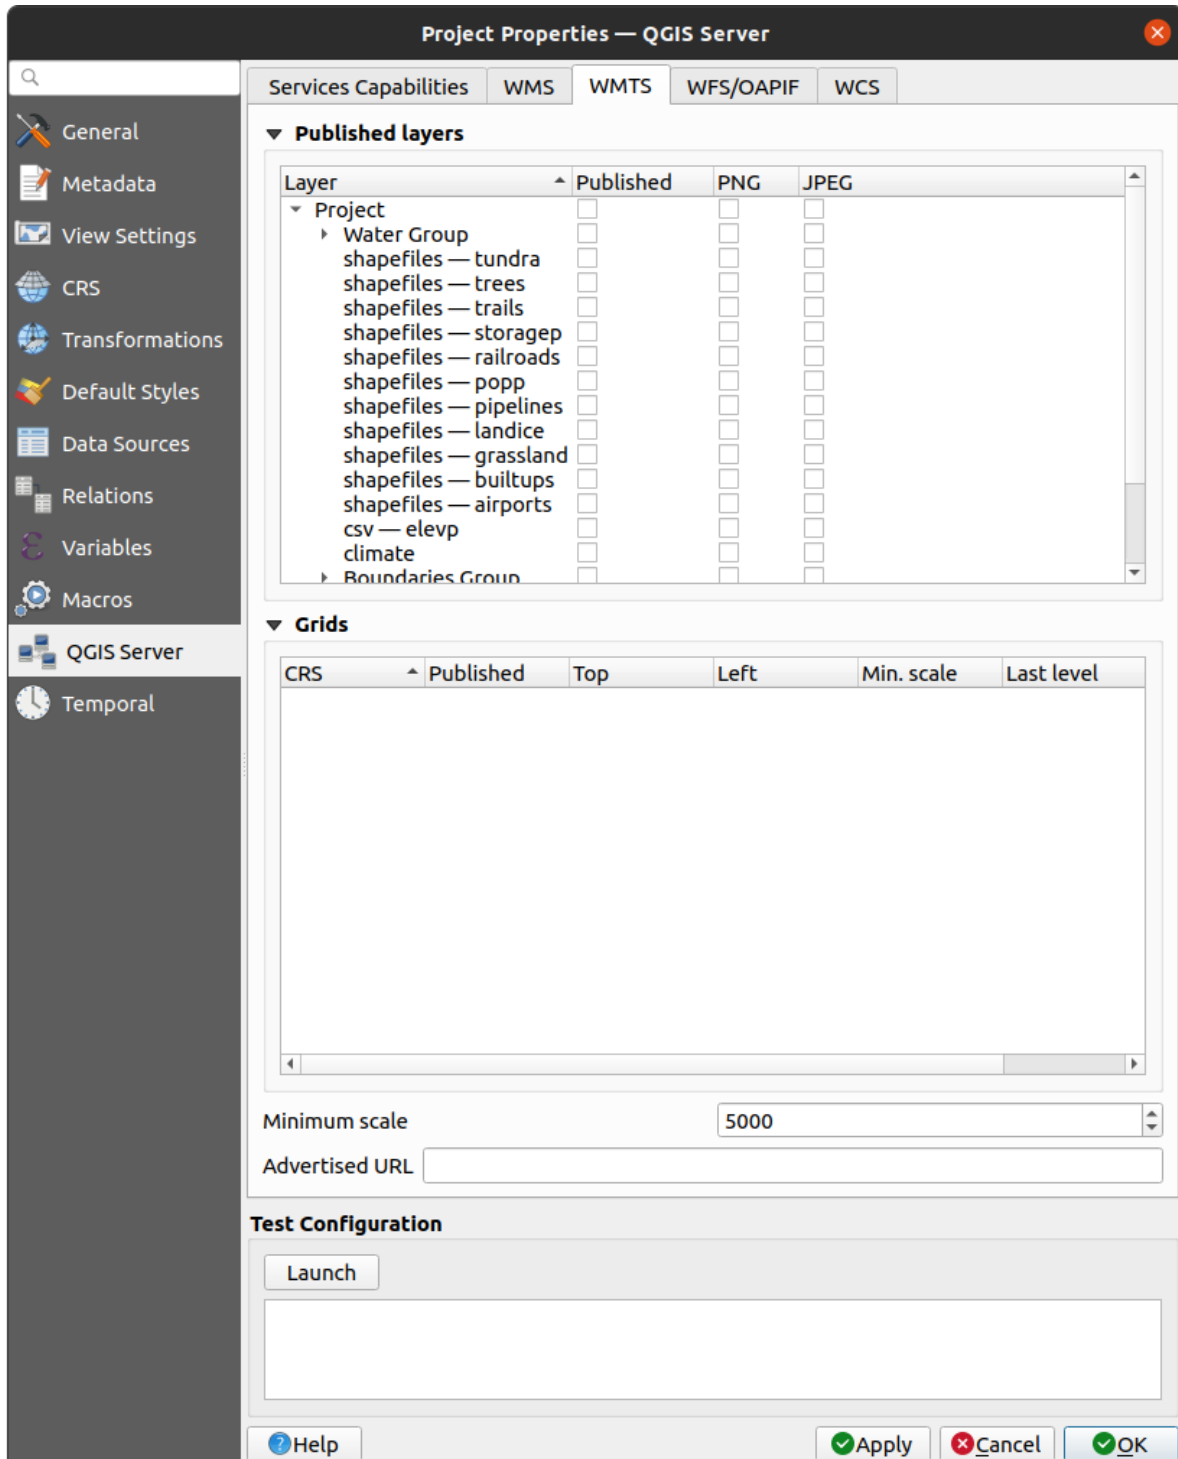 Project Properties — QGIS Server
General
Metadata
View Settings
CRS
Transformations
Default Styles
Data Sources
Relations
Variables
Macros
QGIS Server
Temporal
Services Capabilities WMS WMTS WFS/OAPIF WCS
Published layers
Layer Published PNG JPEG
Project
Water Group
shapefiles — tundra
shapefiles — trees
shapefiles — trails
shapefiles — storagep
shapefiles — railroads
shapefiles — popp
shapefiles — pipelines
shapefiles — landice
shapefiles — grassland
shapefiles — builtups
shapefiles — airports
csv — elevp
climate
Boundaries Group
Grids
CRS Published Top Left Min. scale Last level
Minimum scale 5000
Advertised URL
Test Configuration
Launch
Help Apply Cancel OK